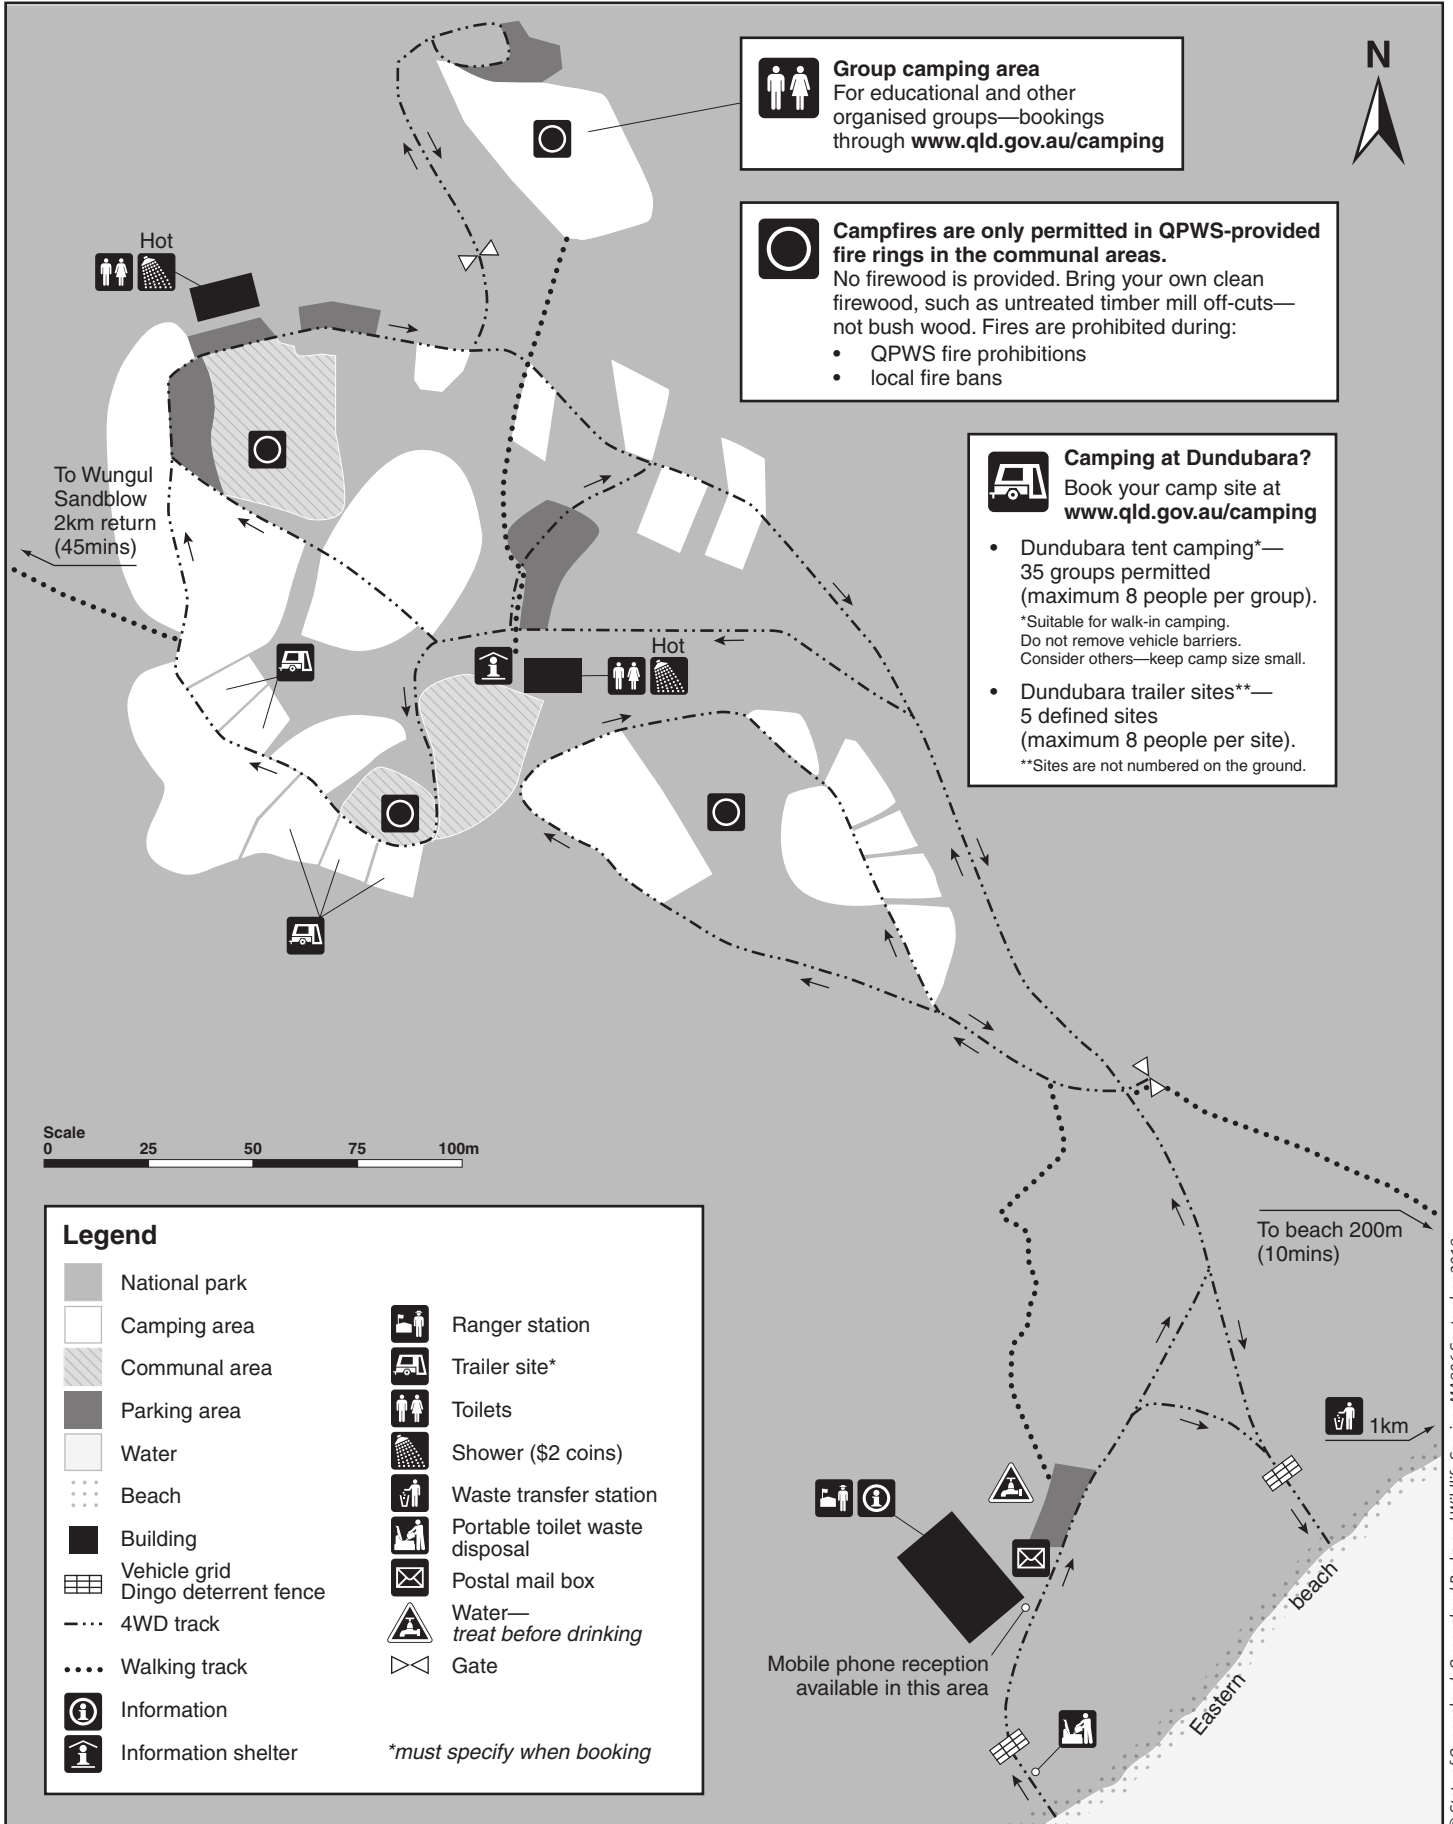 Group camping area
For educational and other
organised groups—bookings
through www.qld.gov.au/camping
N
Campfires are only permitted in QPWS-provided
fire rings in the communal areas.
No firewood is provided. Bring your own clean
firewood, such as untreated timber mill off-cuts—
not bush wood. Fires are prohibited during:
• QPWS fire prohibitions
• local fire bans
Hot
To Wungul
Sandblow
2km return
(45mins)
Camping at Dundubara?
Book your camp site at
www.qld.gov.au/camping
• Dundubara tent camping*—
35 groups permitted
(maximum 8 people per group).
*Suitable for walk-in camping.
Do not remove vehicle barriers.
Consider others—keep camp size small.
• Dundubara trailer sites**—
5 defined sites
(maximum 8 people per site).
**Sites are not numbered on the ground.
Hot
Scale
0 25 50 75 100m
To beach 200m
(10mins)
1km
Legend
National park
Camping area
Communal area
Parking area
Water
Beach
Building
Vehicle grid
Dingo deterrent fence
4WD track
Walking track
Information
Information shelter
Ranger station
Trailer site*
Toilets
Shower ($2 coins)
Waste transfer station
Portable toilet waste
disposal
Postal mail box
Water—
treat before drinking
Gate
*must specify when booking
Mobile phone reception
available in this area
Eastern beach